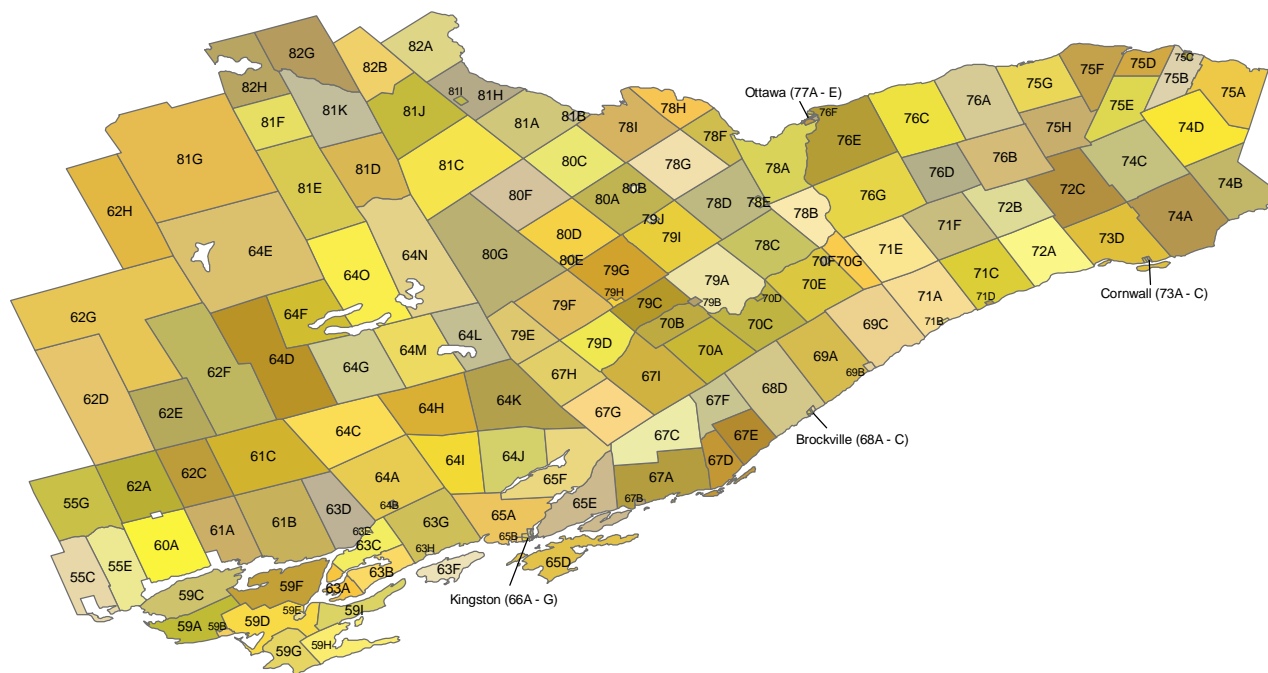 82A
82G
82B
75C
75D
75F
75B
75G
75A
82H
81I
81H
76A
75E
78H
Ottawa (77A - E)
81K
81J
76F
76C
81B
81F
81A
78I
75H
74D
78F
76E
81G
80C
76B
74C
81D
81C
78G
78A
76D
74B
81E
80F
80B
72C
80A
76G
78D
78E
62H
79J
78B
72B
74A
71F
80D
79I
73D
78C
71E
72A
64E
64N
80G
80E
70F
70G
64O
79G
71C
79A
70E
Cornwall (73A - C)
79H
71A
71D
79B
70D
79F
79C
62G
64F
71B
70B
70C
69C
64L
79E
79D
64M
70A
69A
64D
64G
62F
69B
67H
67I
68D
62D
64K
67F
64H
62E
67G
64C
67C
67E
Brockville (68A - C)
61C
64I
64J
67D
62C
64A
65F
67A
62A
55G
67B
65E
64B
63D
65A
61B
63G
61A
63E
65B
60A
63C
63H
55E
65D
63F
63B
55C
59F
63A
59C
Kingston (66A - G)
59E
59I
59D
59A
59B
59H
59G